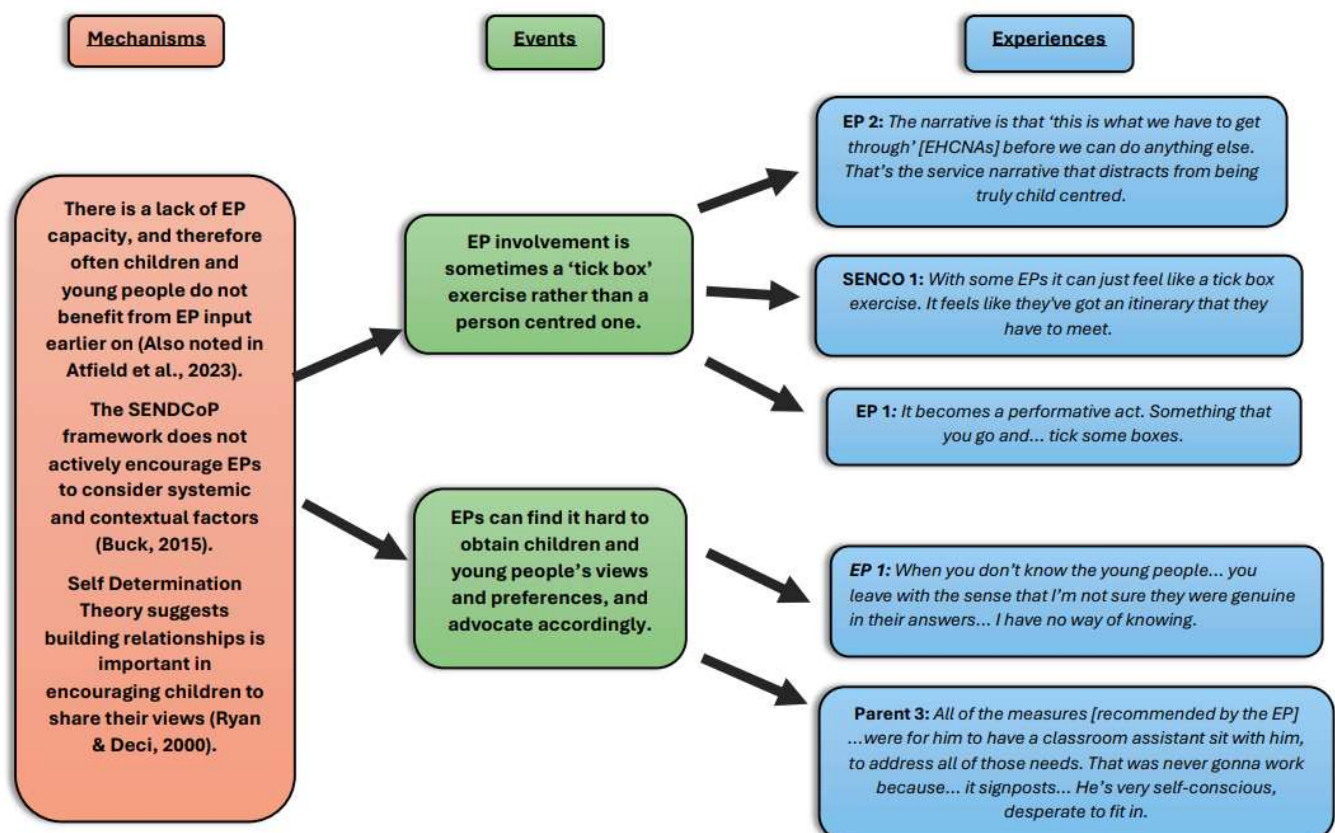 Mechanisms
Events
Experiences
There is a lack of EP
capacity, and therefore
often children and
young people do not
benefit from EP input
earlier on (Also noted in
Atfield et al., 2023).
The SENDCoP
framework does not
actively encourage EPs
to consider systemic
and contextual factors
(Buck, 2015).
Self Determination
Theory suggests
building relationships is
important in
encouraging children to
share their views (Ryan
& Deci, 2000).
EP involvement is
sometimes a ‘tick box’
exercise rather than a
person centred one.
EPs can find it hard to
obtain children and
young people’s views
and preferences, and
advocate accordingly.
EP 2: The narrative is that ‘this is what we have to get
through’ [EHCNAs] before we can do anything else.
That’s the service narrative that distracts from being
truly child centred.
SENCO 1: With some EPs it can just feel like a tick box
exercise. It feels like they've got an itinerary that they
have to meet.
EP 1: It becomes a performative act. Something that
you go and... tick some boxes.
EP 1: When you don’t know the young people... you
leave with the sense that I’m not sure they were genuine
in their answers... I have no way of knowing.
Parent 3: All of the measures [recommended by the EP]
...were for him to have a classroom assistant sit with him,
to address all of those needs. That was never gonna work
because... it signposts... He’s very self-conscious,
desperate to fit in.